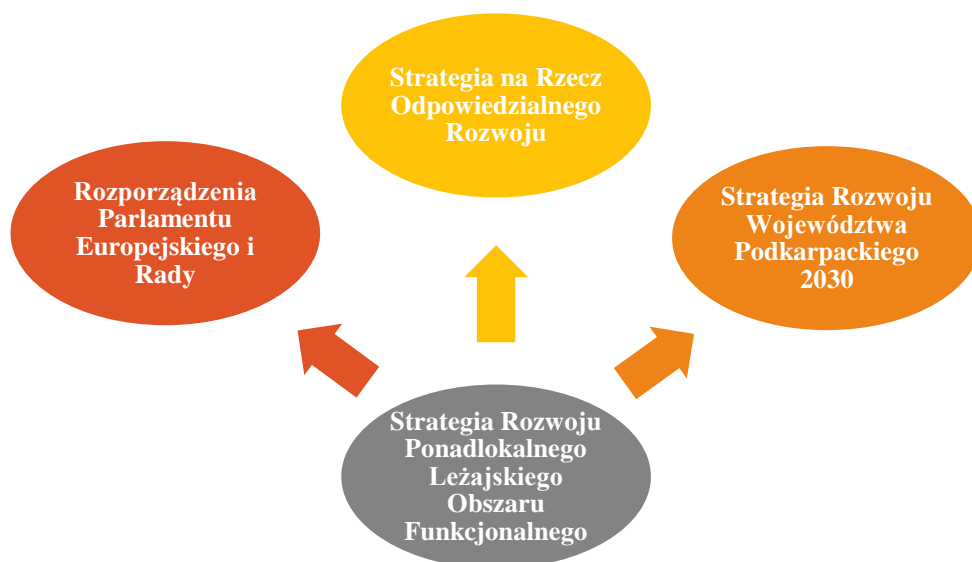 Strategia na Rzecz
Odpowiedzialnego
Rozwoju
Rozporządzenia
Parlamentu
Europejskiego i
Rady
Strategia Rozwoju
Województwa
Podkarpackiego
2030
Strategia Rozwoju
Ponadlokalnego
Leżajskiego
Obszaru
Funkcjonalnego